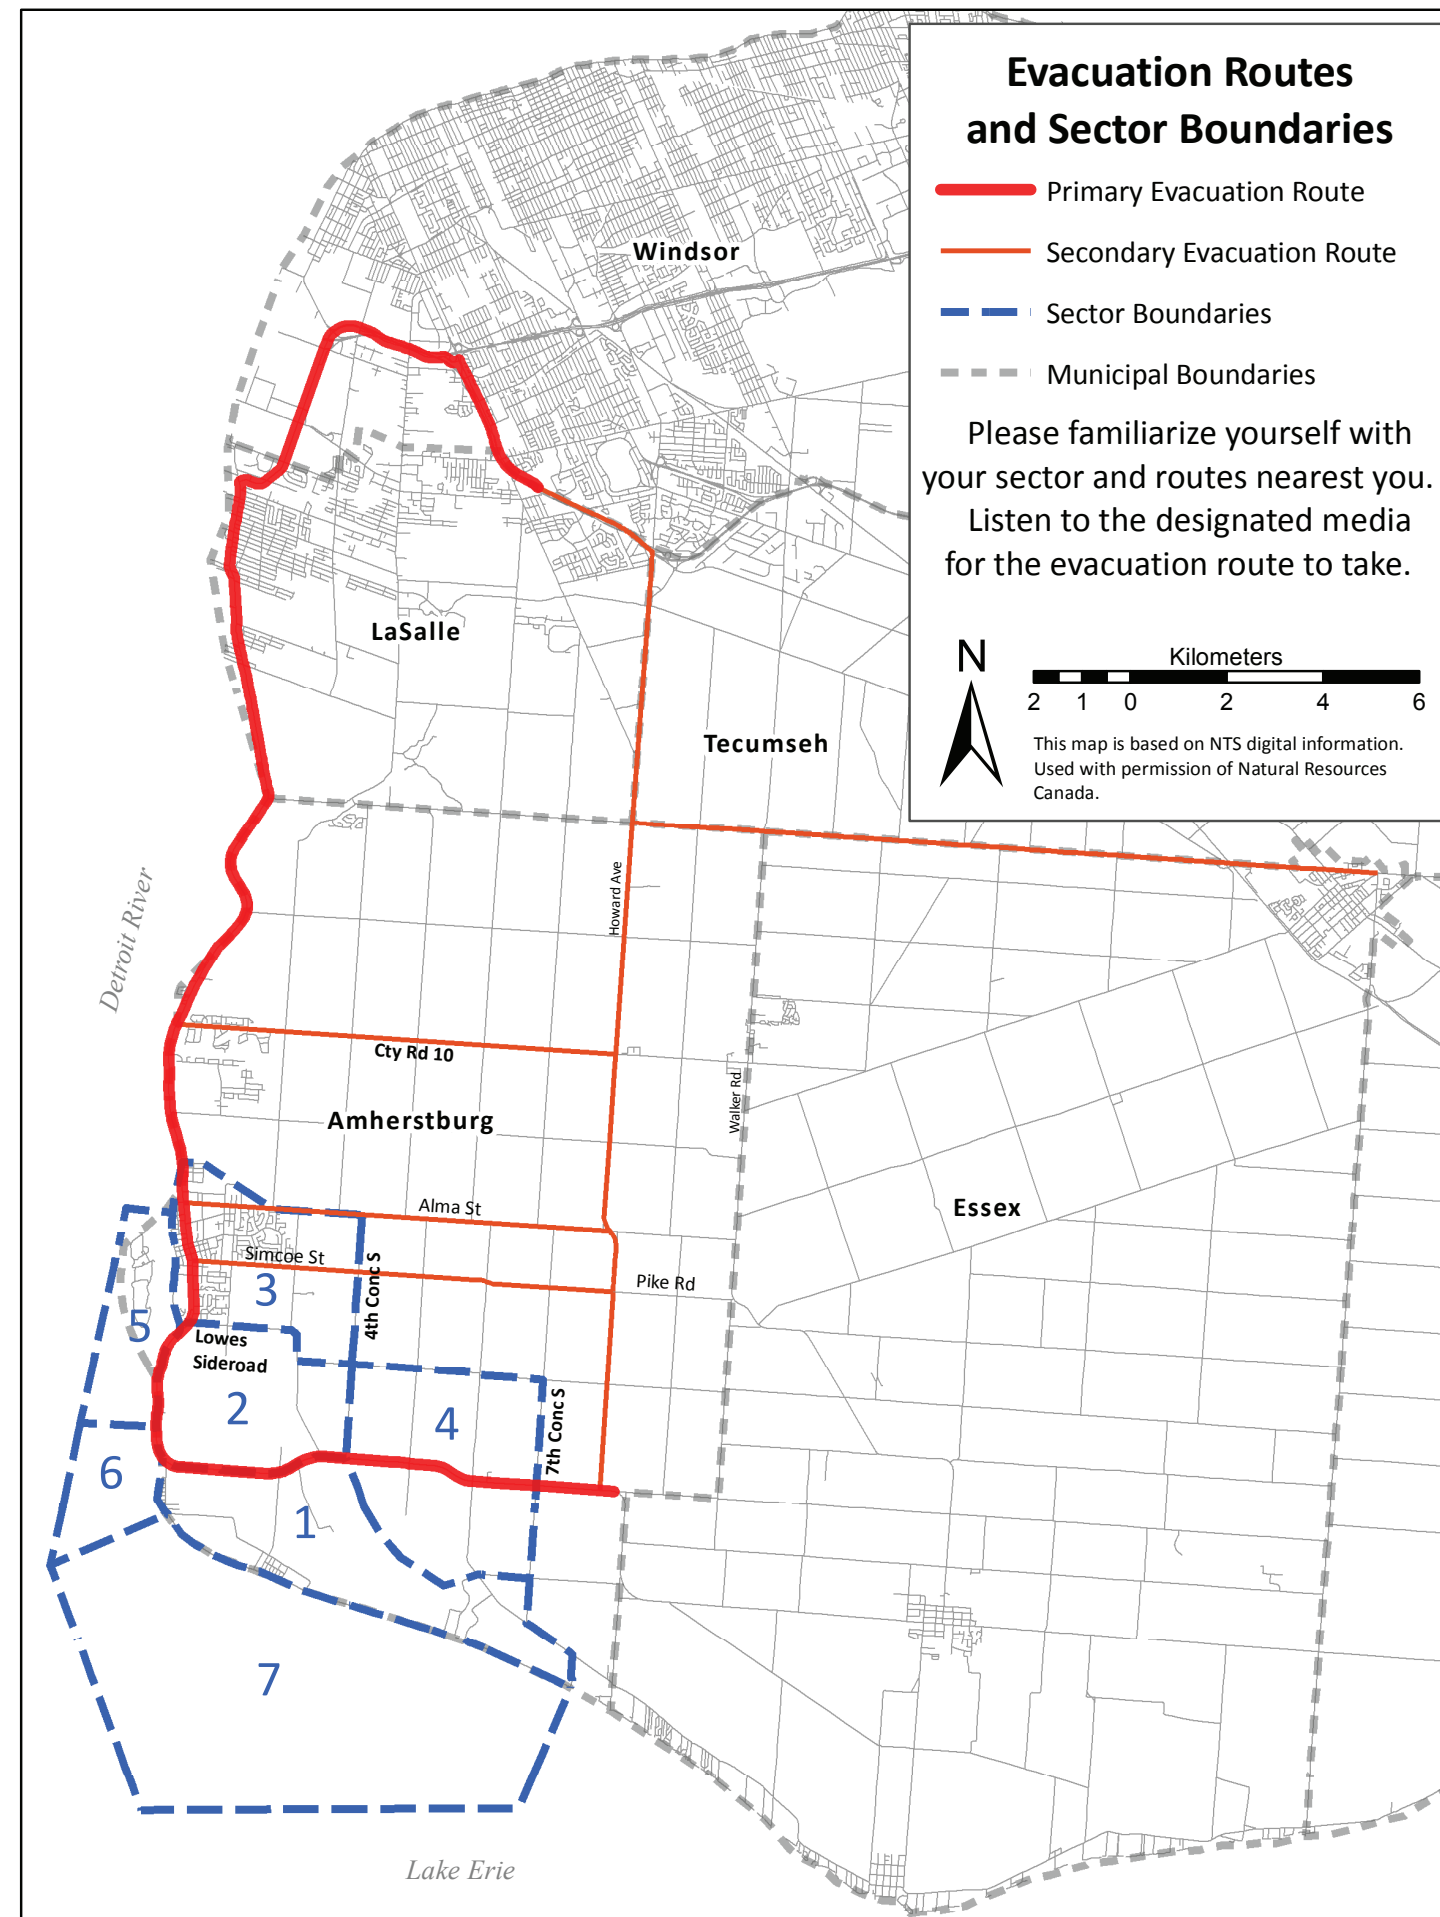 Evacuation Routes
and Sector Boundaries
Primary Evacuation Route
Secondary Evacuation Route
Sector Boundaries
Municipal Boundaries
Please familiarize yourself with
your sector and routes nearest you.
Listen to the designated media
for the evacuation route to take.
N
Kilometers
2 1 0 2 4 6
This map is based on NTS digital information.
Used with permission of Natural Resources
Canada.
Windsor
LaSalle
Tecumseh
Detroit River
Howard Ave
Cty Rd 10
Walker Rd
Amherstburg
Essex
Alma St
Simcoe St
Pike Rd
3
4th Conc S
5
Lowes
Sideroad
2
4
7th Conc S
6
1
7
Lake Erie